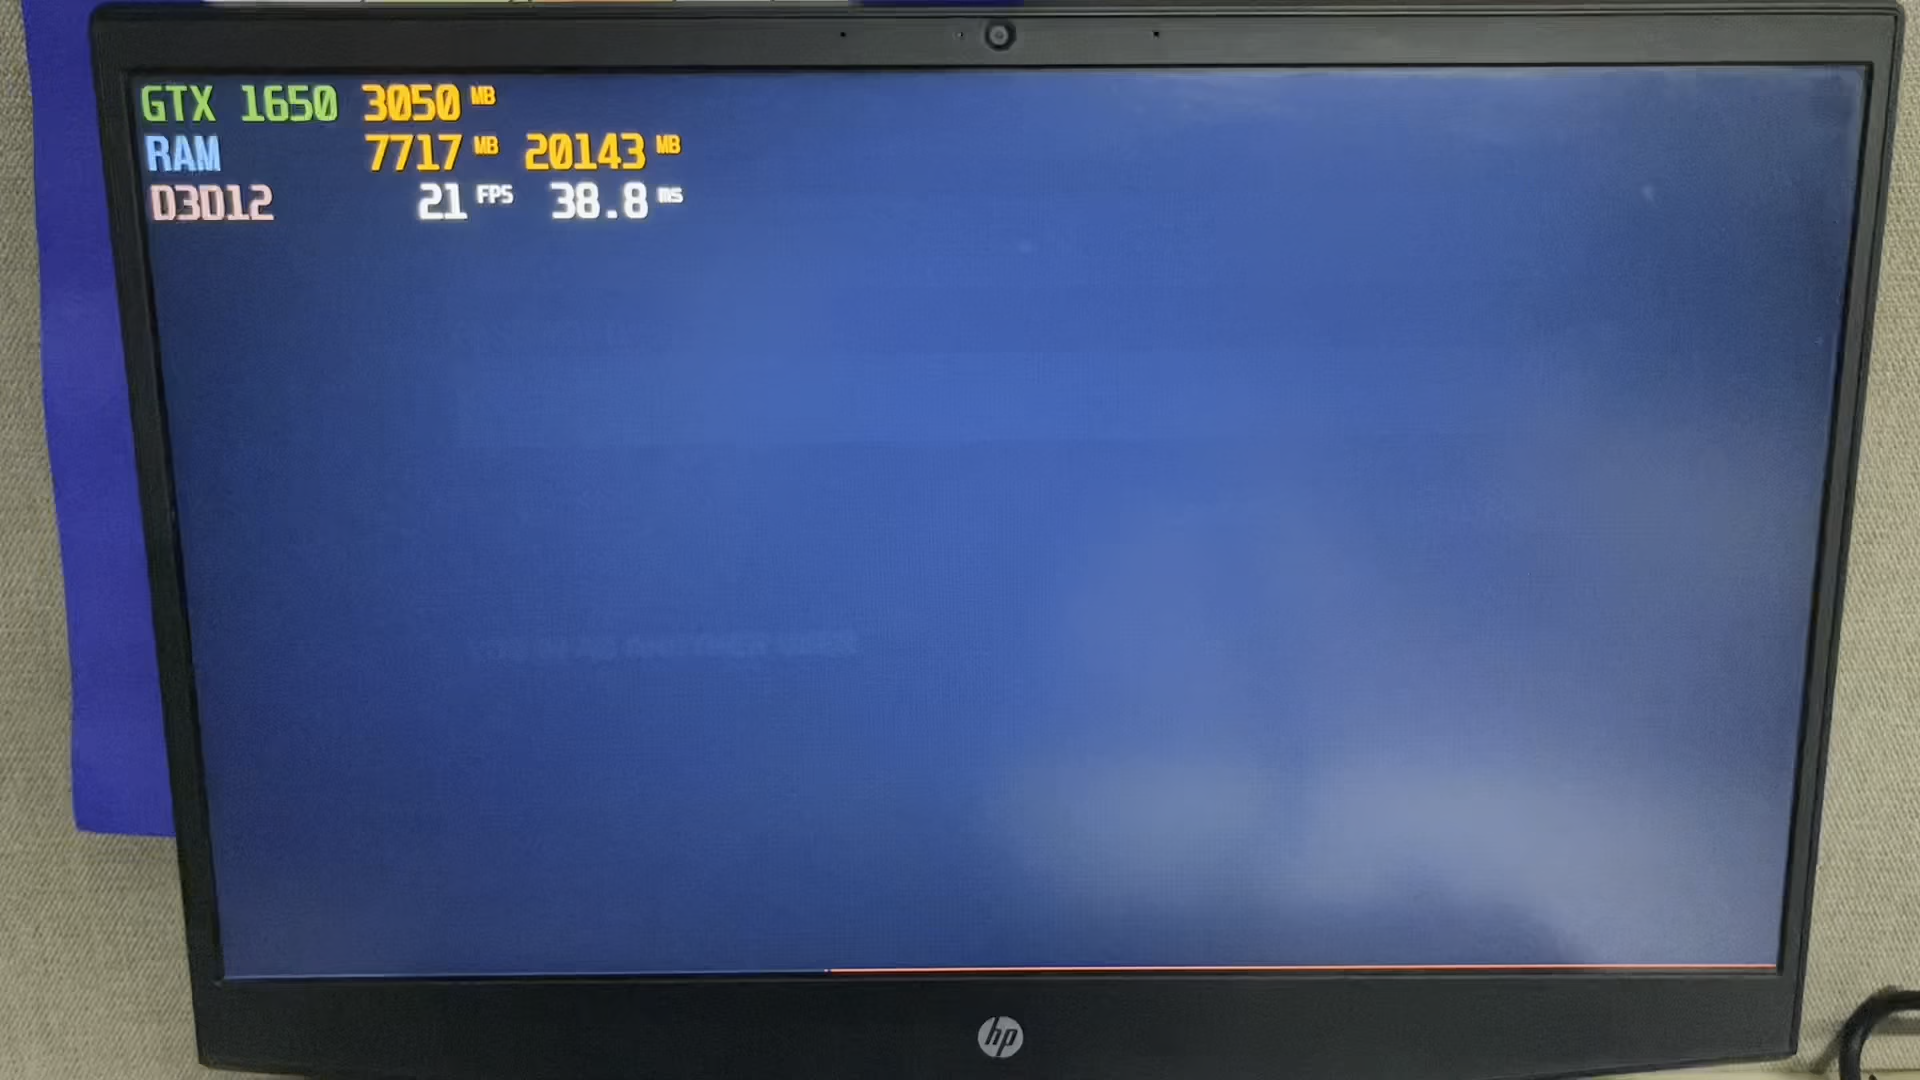 GTX 1650 3050 MB
RAM 7717 MB 20143 MB
D3D12 21 FPS 38.8 ms
hp